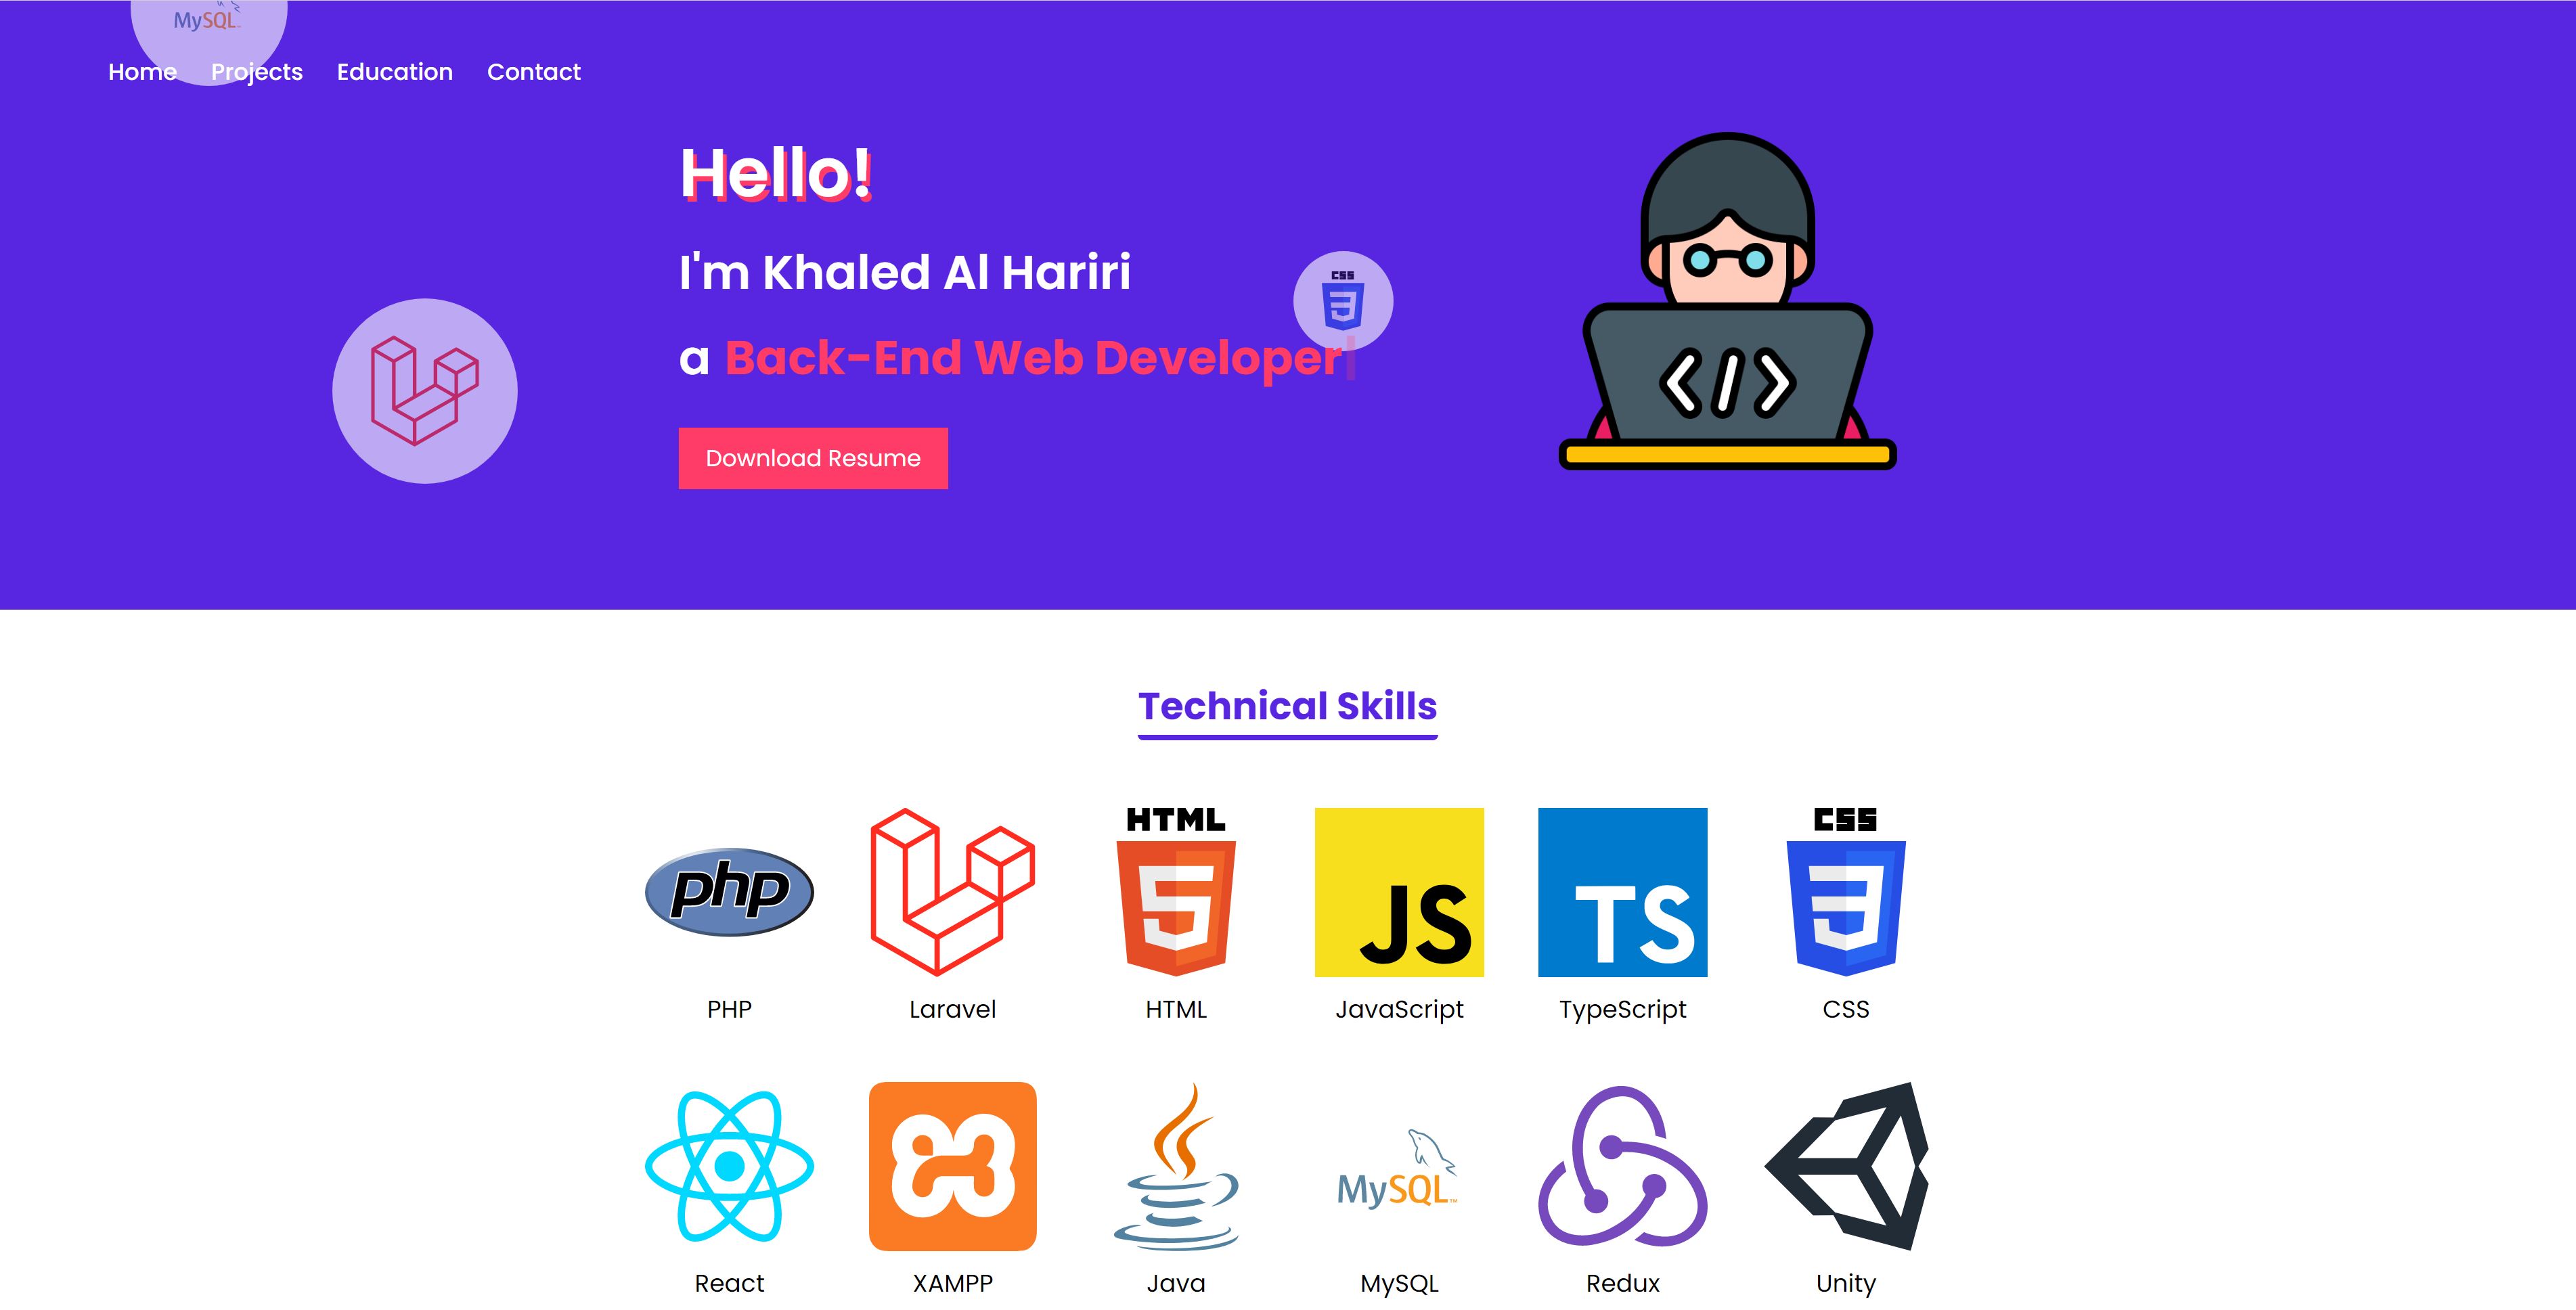 MySQL
Home Projects Education Contact
Hello!
I'm Khaled Al Hariri
CSS
a Back-End Web Developer
</>
Download Resume
Technical Skills
HTML
CSS
php
JS
TS
PHP Laravel HTML JavaScript TypeScript CSS
MySQL™
React XAMPP Java MySQL Redux Unity